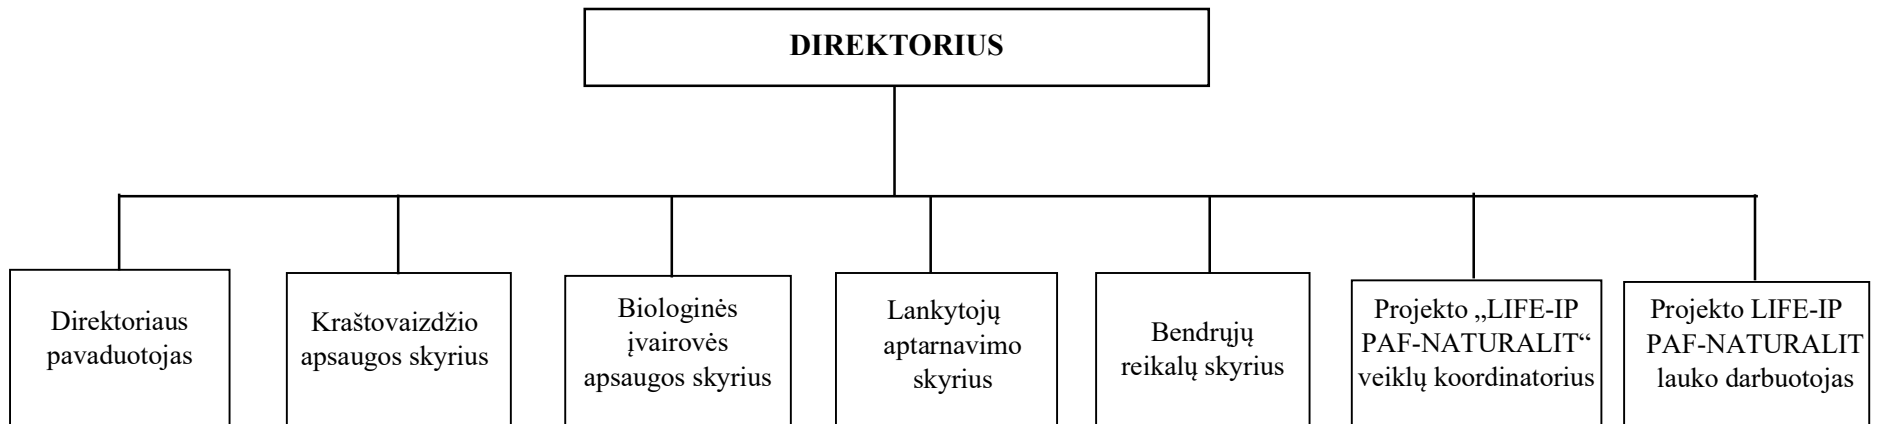 DIREKTORIUS
Direktoriaus
pavaduotojas
Kraštovaizdžio
apsaugos skyrius
Biologinės
įvairovės
apsaugos skyrius
Lankytojų
aptarnavimo
skyrius
Bendrųjų
reikalų skyrius
Projekto „LIFE-IP
PAF-NATURALIT“
veiklų koordinatorius
Projekto LIFE-IP
PAF-NATURALIT
lauko darbuotojas